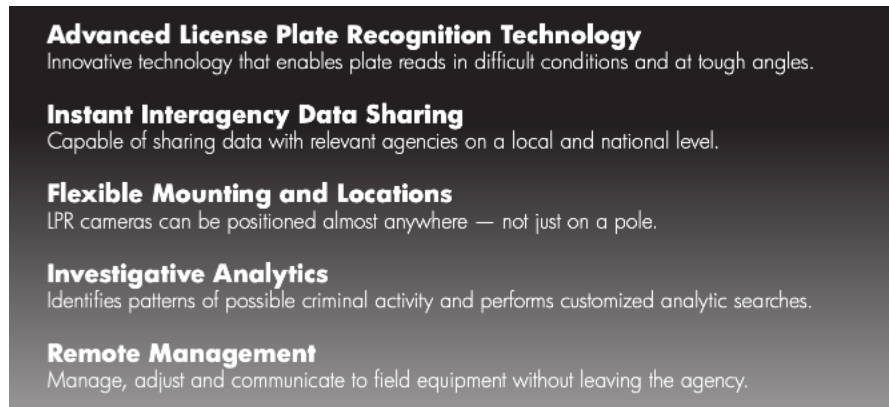 Advanced License Plate Recognition Technology
Innovative technology that enables plate reads in difficult conditions and at tough angles.
Instant Interagency Data Sharing
Capable of sharing data with relevant agencies on a local and national level.
Flexible Mounting and Locations
LPR cameras can be positioned almost anywhere — not just on a pole.
Investigative Analytics
Identifies patterns of possible criminal activity and performs customized analytic searches.
Remote Management
Manage, adjust and communicate to field equipment without leaving the agency.